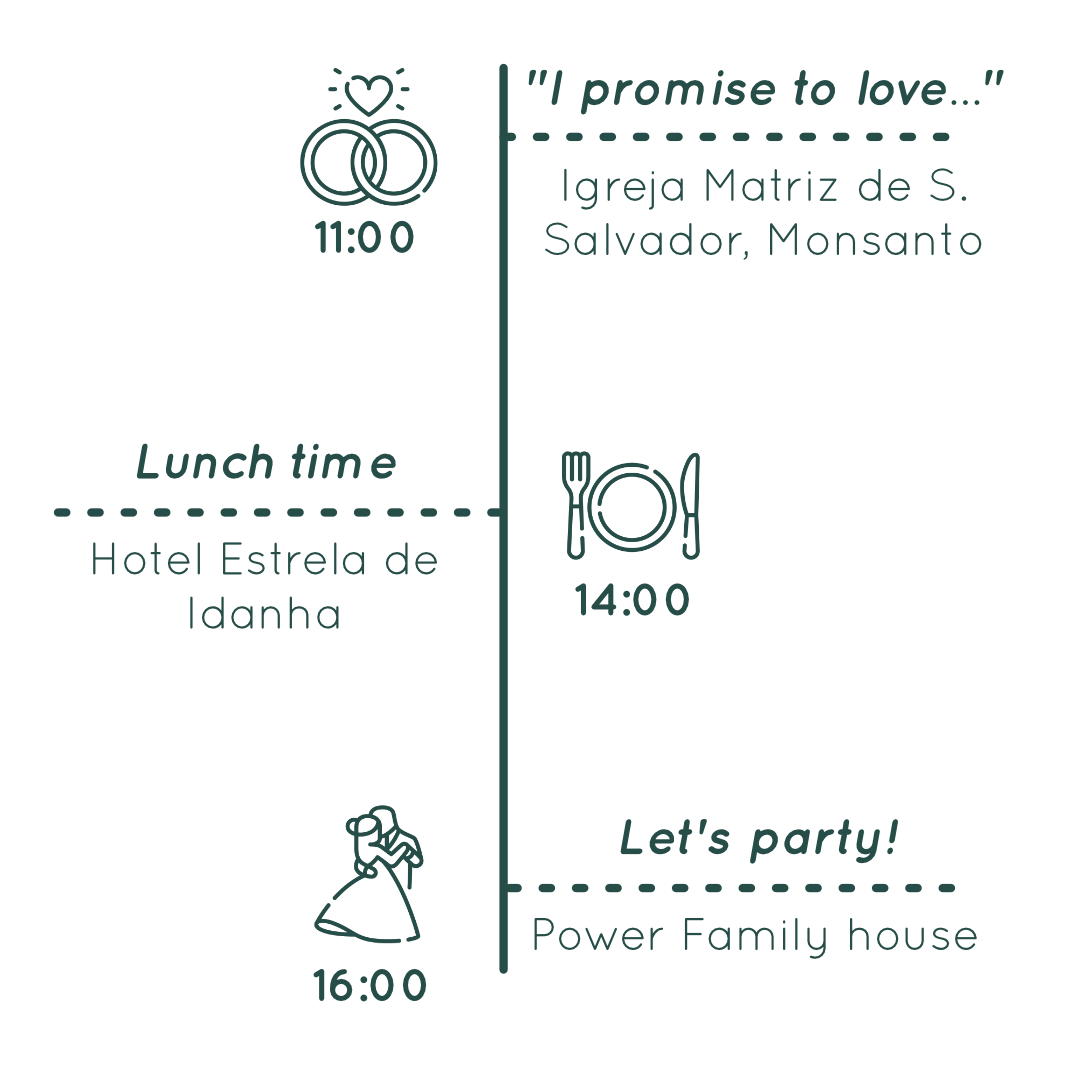 "I promise to love..."
11:00
Igreja Matriz de S.
Salvador, Monsanto
Lunch time
Hotel Estrela de
Idanha
14:00
Let's party!
Power Family house
16:00